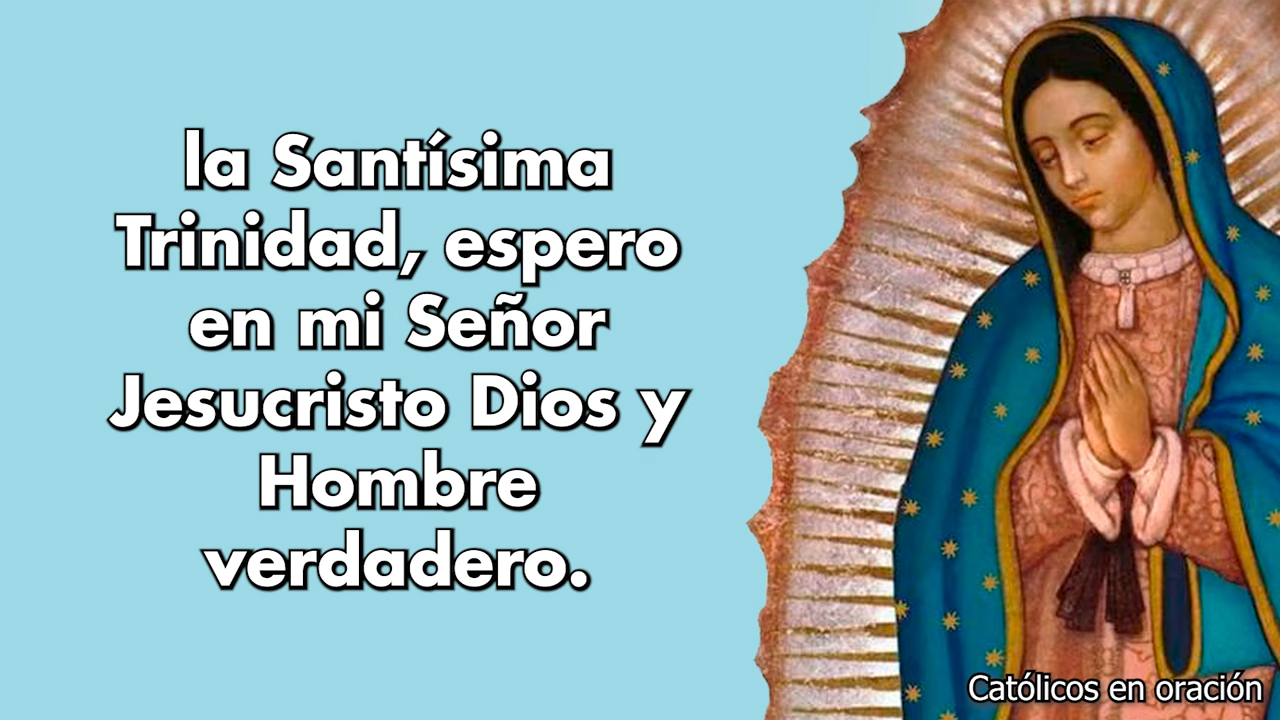 la Santísima
Trinidad, espero
en mi Señor
Jesucristo Dios y
Hombre
verdadero.
Católicos en oración